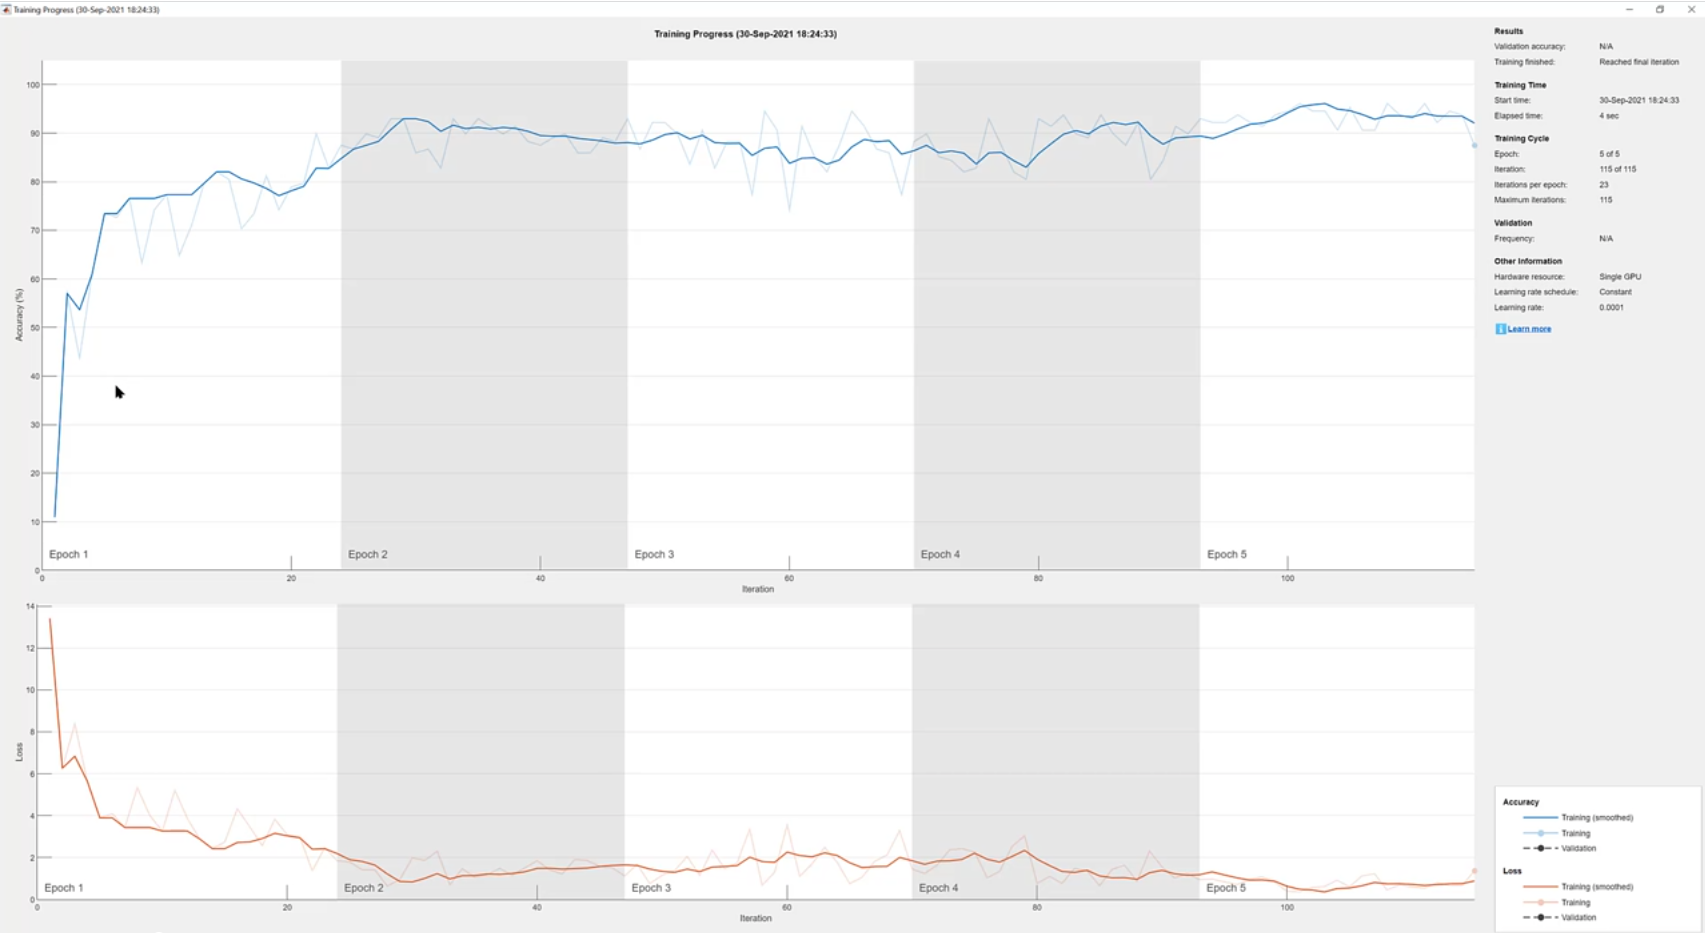 Training Progress (30-Sep-2021 18:24:33)
Training Progress (30-Sep-2021 18:24:33)
100
90
80
70
60
50
40
30
20
10
0
Accuracy (%)
Epoch 1
Epoch 2
Epoch 3
Epoch 4
Epoch 5
0
20
40
60
80
100
Iteration
14
12
10
8
6
4
2
0
Loss
Epoch 1
Epoch 2
Epoch 3
Epoch 4
Epoch 5
0
20
40
60
80
100
Iteration
Results
Validation accuracy: N/A
Training finished: Reached final iteration
Training Time
Start time: 30-Sep-2021 18:24:33
Elapsed time: 4 sec
Training Cycle
Epoch: 5 of 5
Iteration: 115 of 115
Iterations per epoch: 23
Maximum iterations: 115
Validation
Frequency: N/A
Other Information
Hardware resource: Single GPU
Learning rate schedule: Constant
Learning rate: 0.0001
i Learn more
Accuracy
Training (smoothed)
Training
Validation
Loss
Training (smoothed)
Training
Validation